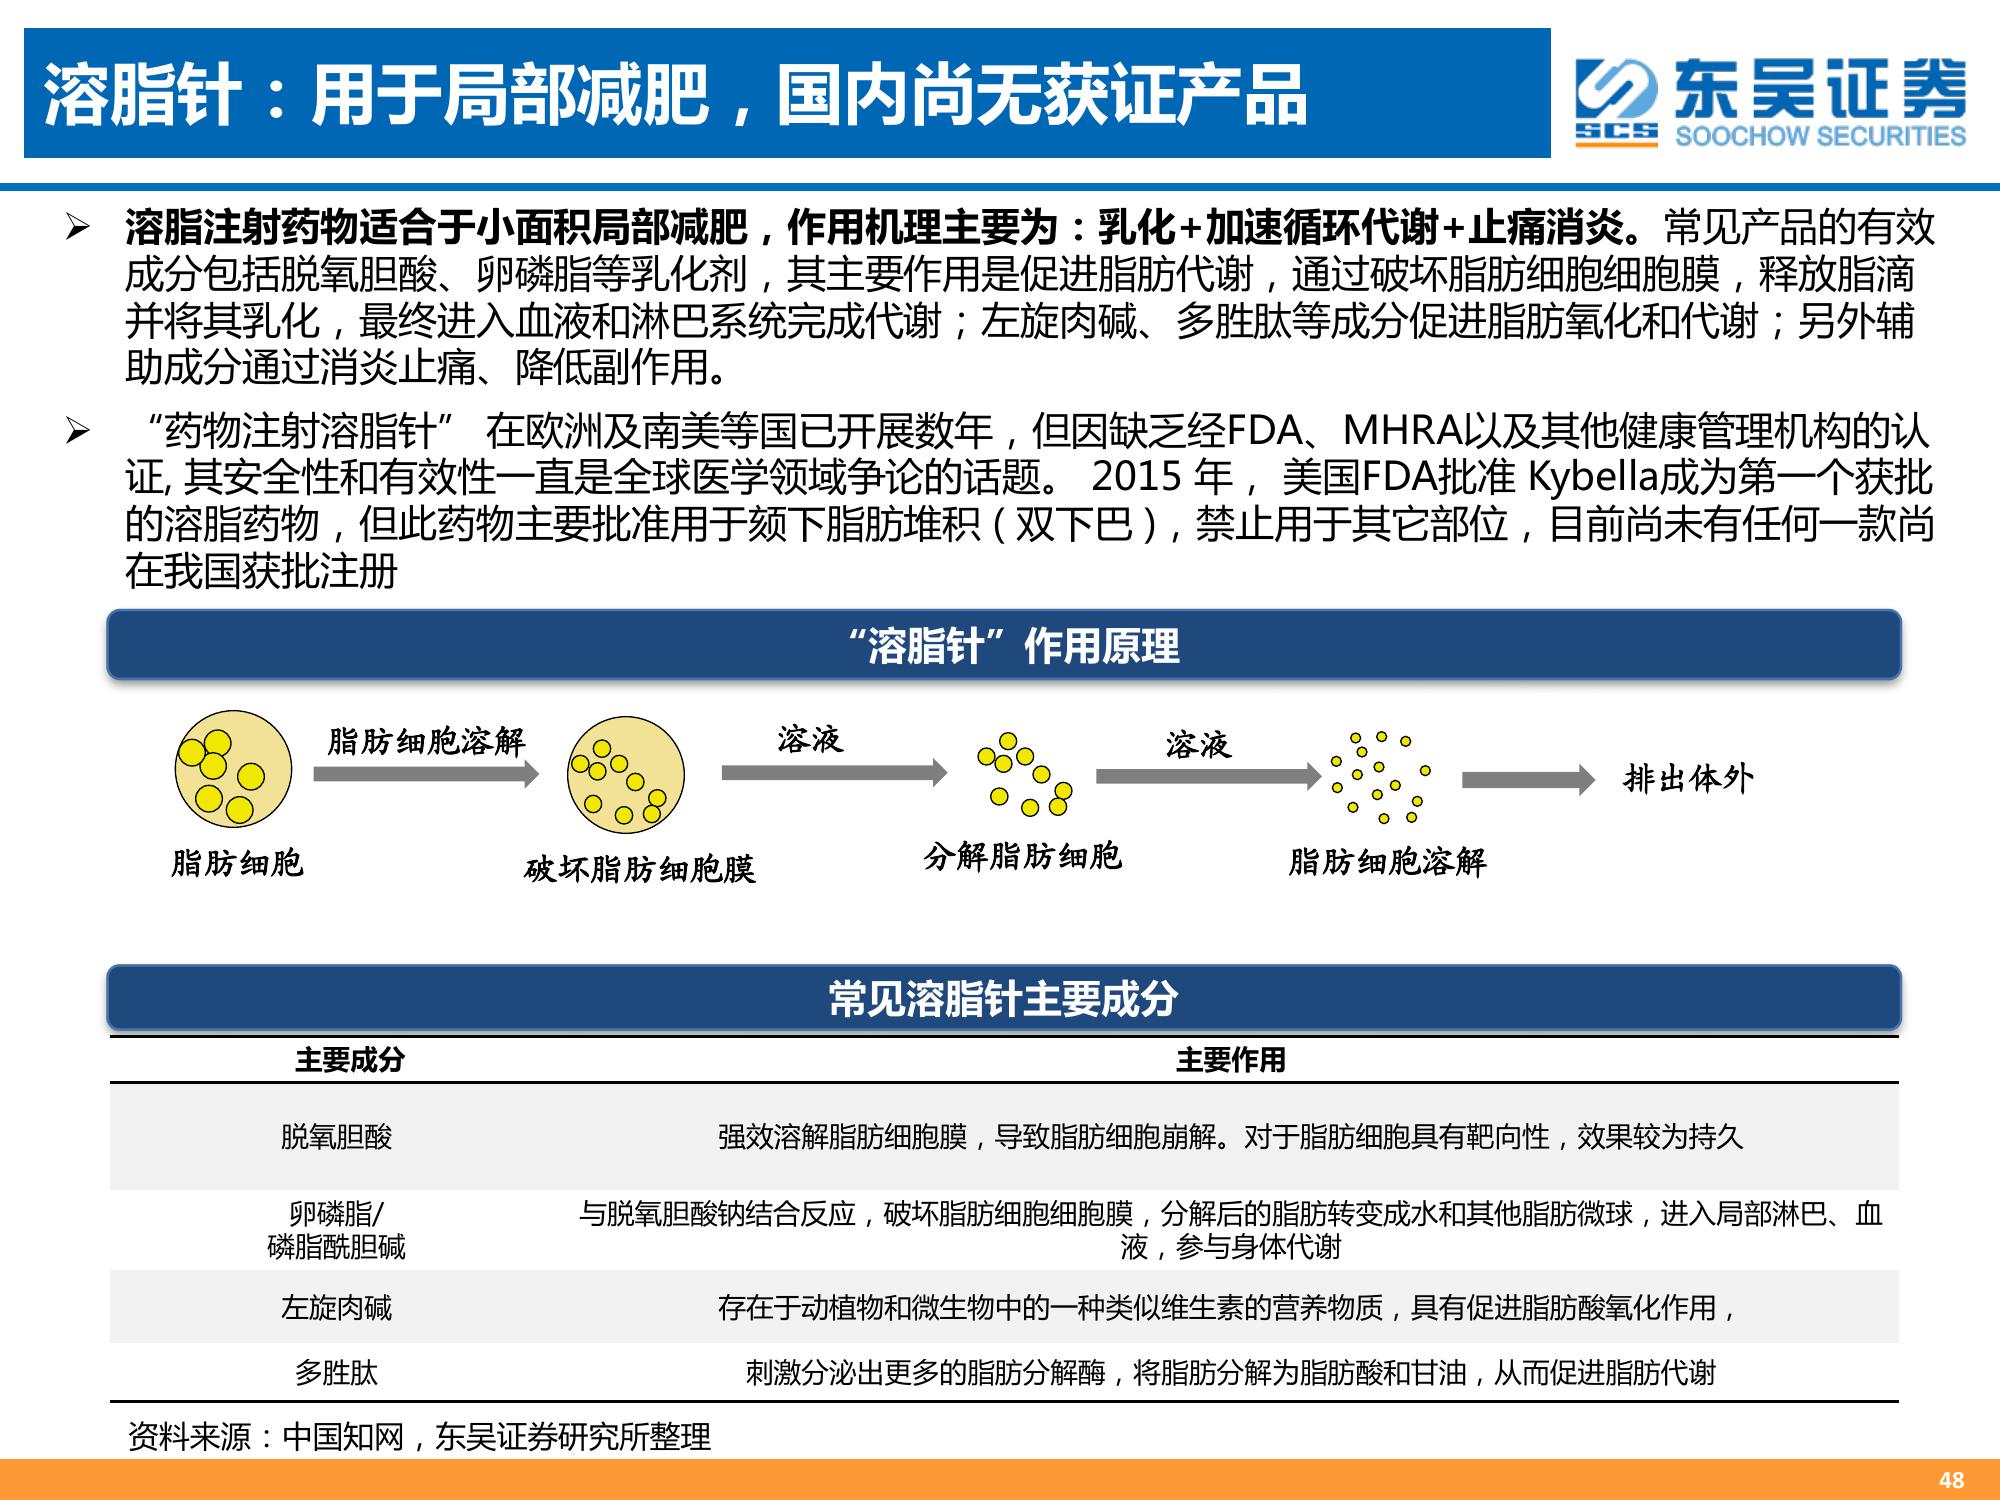 溶脂针：用于局部减肥，国内尚无获证产品
东吴证券
SCS
SOOCHOW SECURITIES
➢ 溶脂注射药物适合于小面积局部减肥，作用机理主要为：乳化+加速循环代谢+止痛消炎。常见产品的有效
成分包括脱氧胆酸、卵磷脂等乳化剂，其主要作用是促进脂肪代谢，通过破坏脂肪细胞细胞膜，释放脂滴
并将其乳化，最终进入血液和淋巴系统完成代谢；左旋肉碱、多胜肽等成分促进脂肪氧化和代谢；另外辅
助成分通过消炎止痛、降低副作用。
➢ “药物注射溶脂针” 在欧洲及南美等国已开展数年，但因缺乏经FDA、MHRA以及其他健康管理机构的认
证, 其安全性和有效性一直是全球医学领域争论的话题。 2015 年， 美国FDA批准 Kybella成为第一个获批
的溶脂药物，但此药物主要批准用于颏下脂肪堆积（双下巴），禁止用于其它部位，目前尚未有任何一款尚
在我国获批注册
“溶脂针”作用原理
脂肪细胞溶解
溶液
溶液
排出体外
脂肪细胞
破坏脂肪细胞膜
分解脂肪细胞
脂肪细胞溶解
常见溶脂针主要成分
主要成分 主要作用
脱氧胆酸 强效溶解脂肪细胞膜，导致脂肪细胞崩解。对于脂肪细胞具有靶向性，效果较为持久
卵磷脂/
磷脂酰胆碱
与脱氧胆酸钠结合反应，破坏脂肪细胞细胞膜，分解后的脂肪转变成水和其他脂肪微球，进入局部淋巴、血
液，参与身体代谢
左旋肉碱 存在于动植物和微生物中的一种类似维生素的营养物质，具有促进脂肪酸氧化作用，
多胜肽 刺激分泌出更多的脂肪分解酶，将脂肪分解为脂肪酸和甘油，从而促进脂肪代谢
资料来源：中国知网，东吴证券研究所整理
48